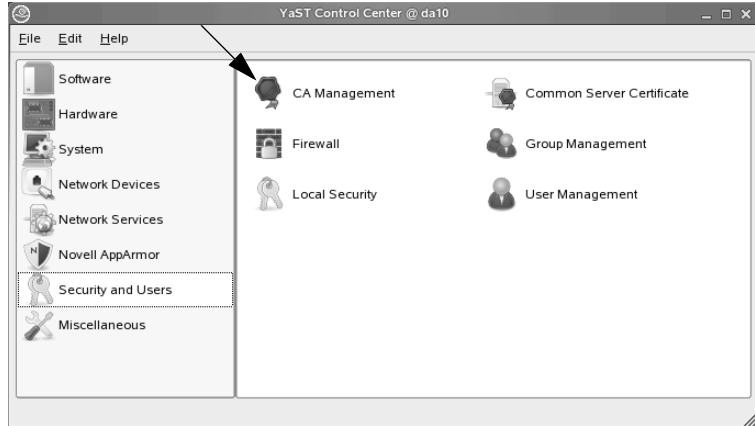 YaST Control Center @ da10
File Edit Help
Software
Hardware
System
Network Devices
Network Services
N
Novell AppArmor
Security and Users
Miscellaneous
CA Management
Common Server Certificate
Firewall
Group Management
Local Security
User Management